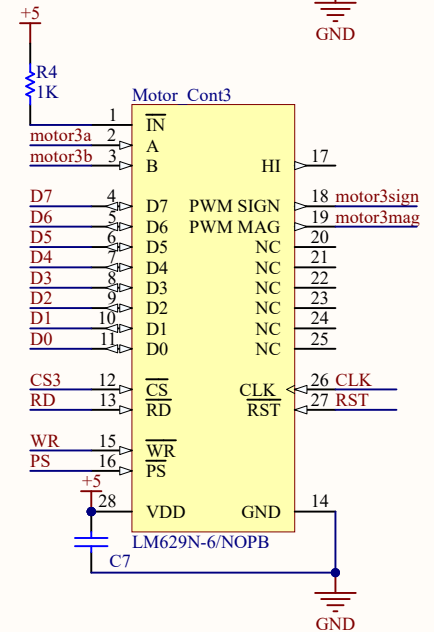 +5
GND
R4
1K
Motor_Cont3
1 IN
motor3a 2 A
motor3b 3 B HI 17
D7 4 D7 PWM SIGN 18 motor3sign
D6 5 D6 PWM MAG 19 motor3mag
D5 6 D5 NC 20
D4 7 D4 NC 21
D3 8 D3 NC 22
D2 9 D2 NC 23
D1 10 D1 NC 24
D0 11 D0 NC 25
CS3 12 CS CLK 26 CLK
RD 13 RD RST 27 RST
WR 15 WR
PS 16 PS
+5
28 VDD GND 14
LM629N-6/NOPB
C7
GND